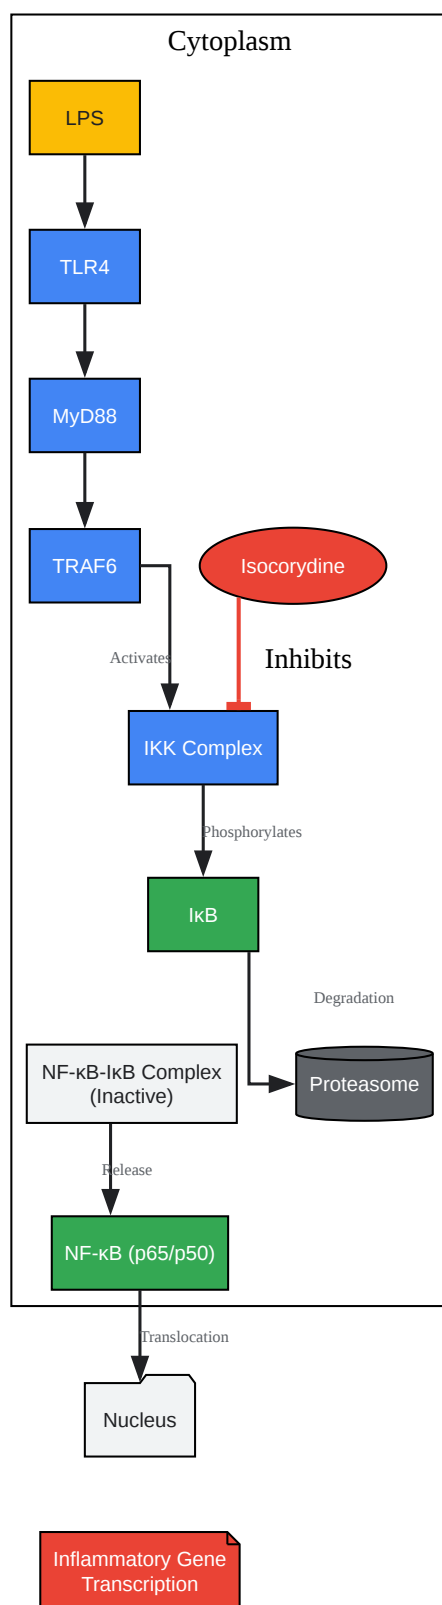 Cytoplasm
LPS
TLR4
MyD88
TRAF6
Isocorydine
Activates
Inhibits
IKK Complex
Phosphorylates
IκB
Degradation
NF-κB-IκB Complex
(Inactive)
Proteasome
Release
NF-κB (p65/p50)
Translocation
Nucleus
Inflammatory Gene
Transcription